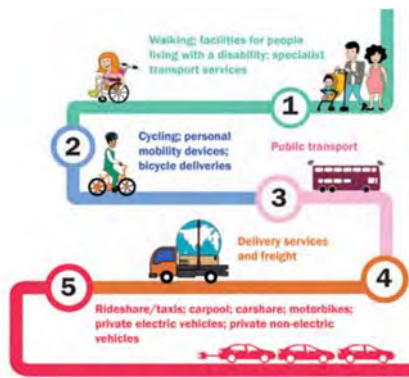 Walking; facilities for people
living with a disability; specialist
transport services
1
2
Cycling; personal
mobility devices;
bicycle deliveries
Public transport
3
Delivery services
and freight
4
5
Rideshare/taxis; carpool; carshare; motorbikes;
private electric vehicles; private non-electric
vehicles